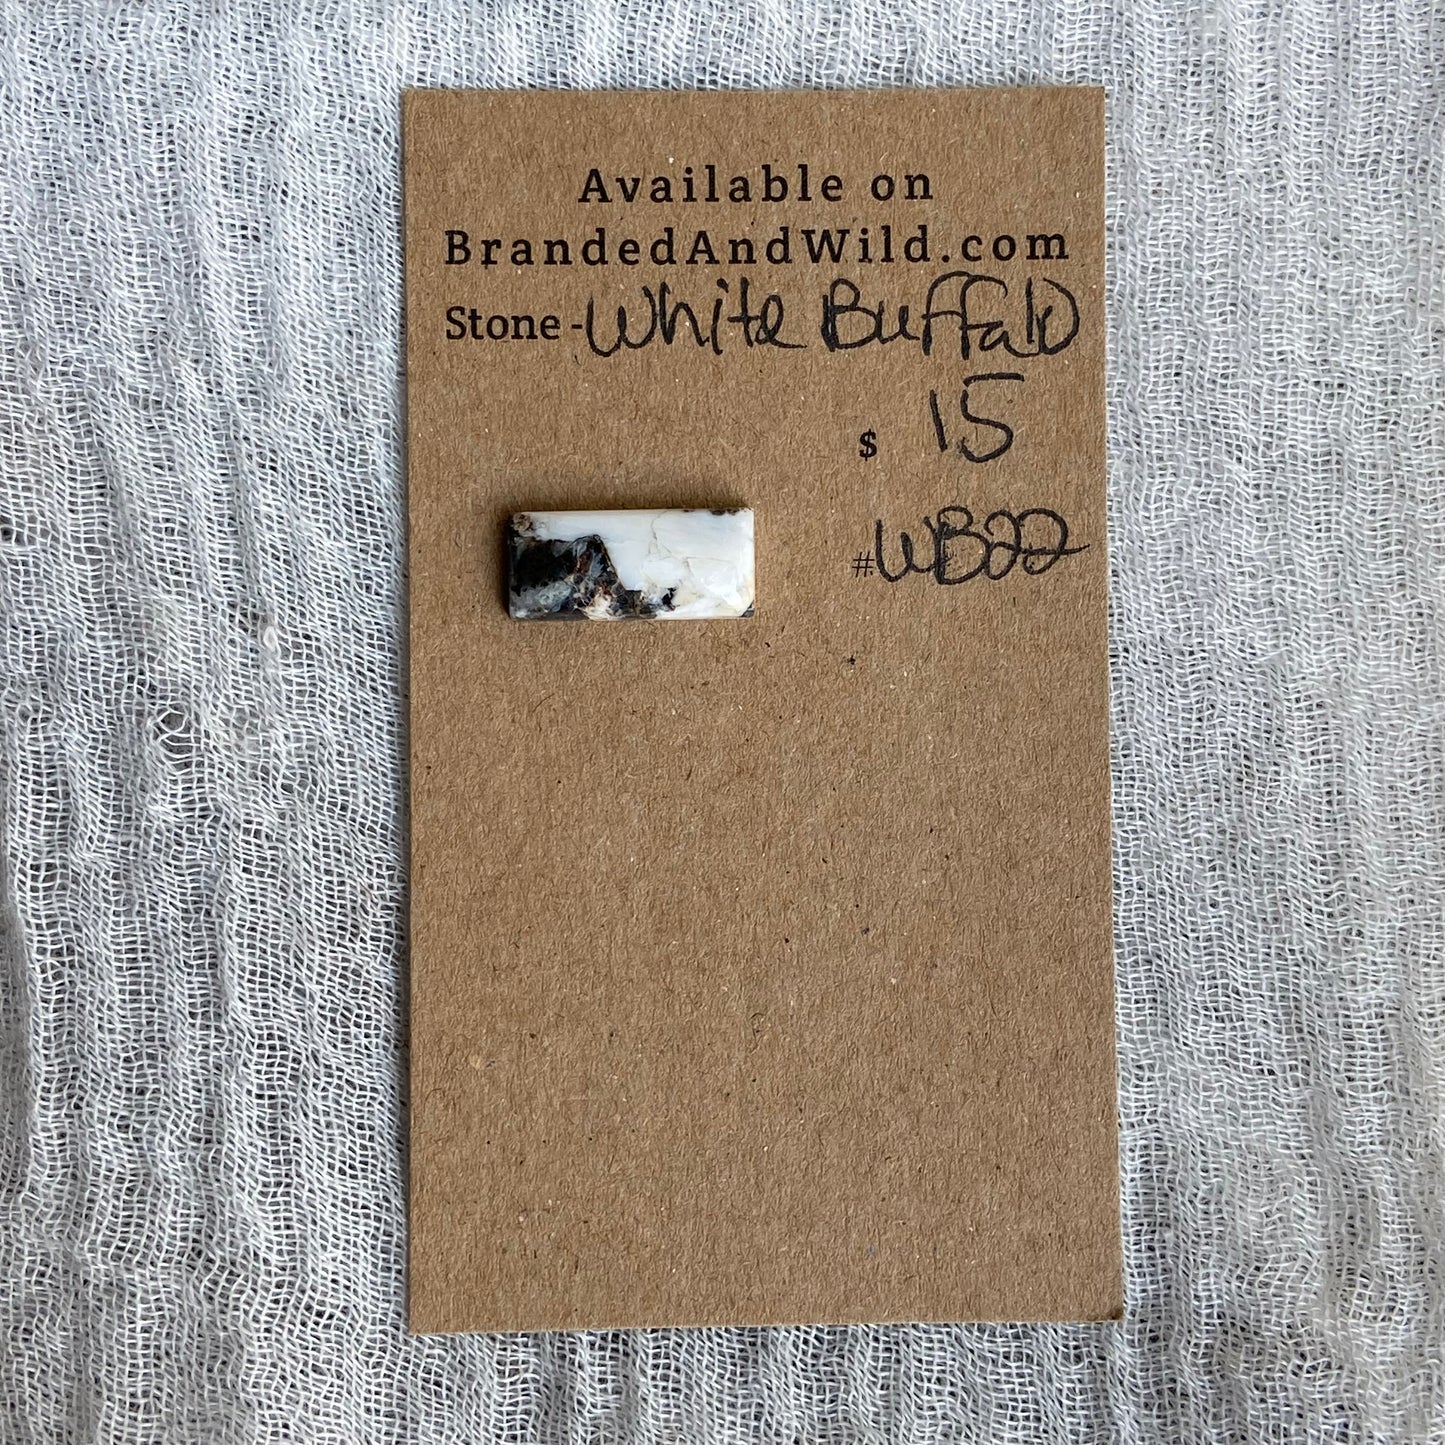 Available on
BrandedAndWild.com
Stone - White Buffalo
$ 15
# WB22